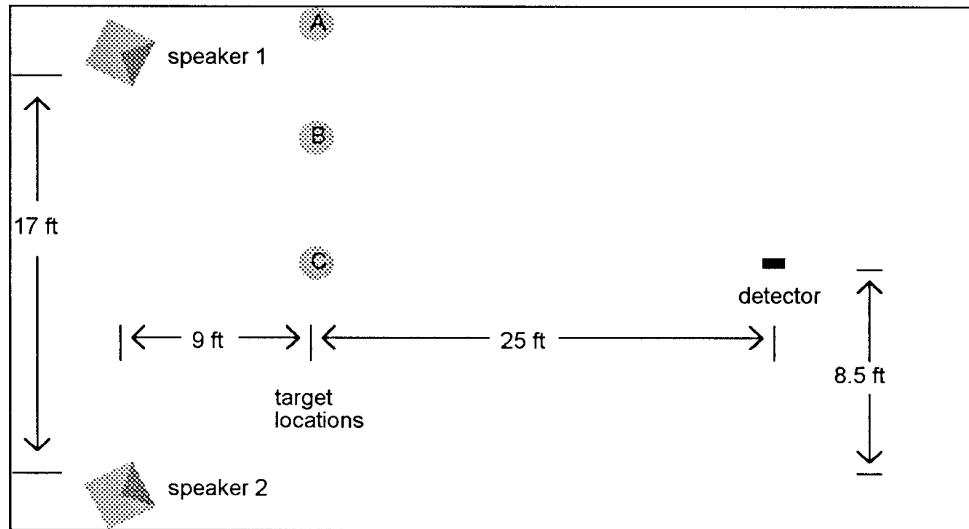 A
speaker 1
B
17 ft
C
detector
9 ft
25 ft
8.5 ft
target
locations
speaker 2